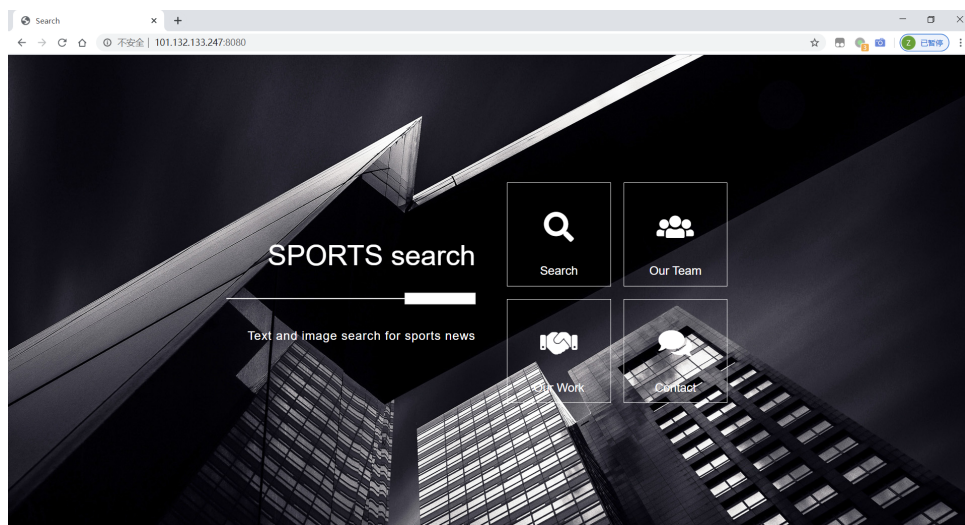 Search
不安全 | 101.132.133.247:8080
Z 已暂停
SPORTS search
Text and image search for sports news
Search
Our Team
Our Work
Contact